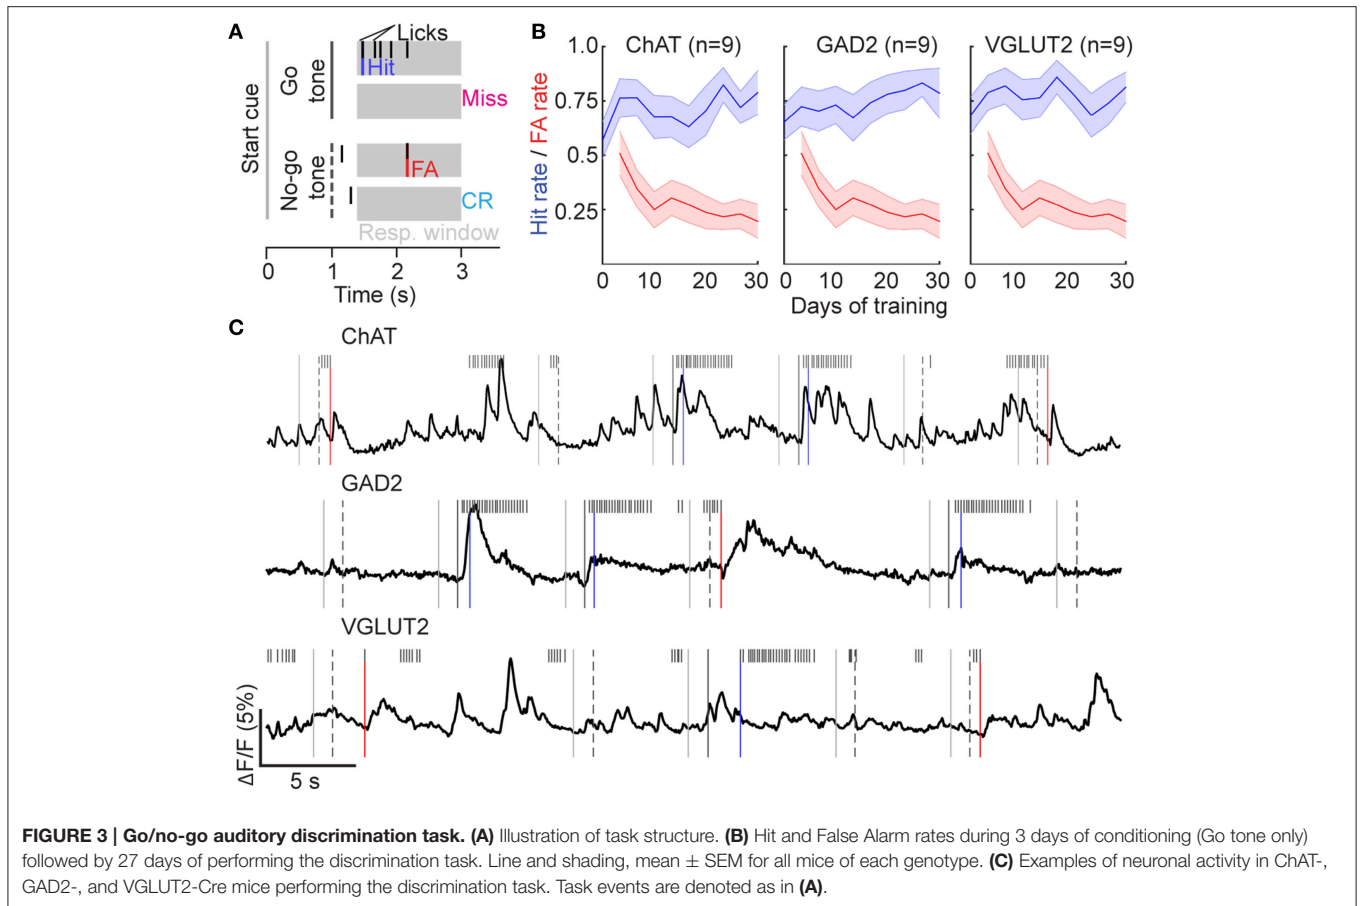 A
Licks
Hit
Go
tone
Miss
Start cue
No-go
tone
FA
CR
Resp. window
0 1 2 3
Time (s)
B
ChAT (n=9) GAD2 (n=9) VGLUT2 (n=9)
Hit rate / FA rate
1.0
0.75
0.5
0.25
0 10 20 30 0 10 20 30 0 10 20 30
Days of training
C
ChAT
GAD2
VGLUT2
ΔF/F (5%)
5 s
FIGURE 3 | Go/no-go auditory discrimination task. (A) Illustration of task structure. (B) Hit and False Alarm rates during 3 days of conditioning (Go tone only)
followed by 27 days of performing the discrimination task. Line and shading, mean ± SEM for all mice of each genotype. (C) Examples of neuronal activity in ChAT-,
GAD2-, and VGLUT2-Cre mice performing the discrimination task. Task events are denoted as in (A).